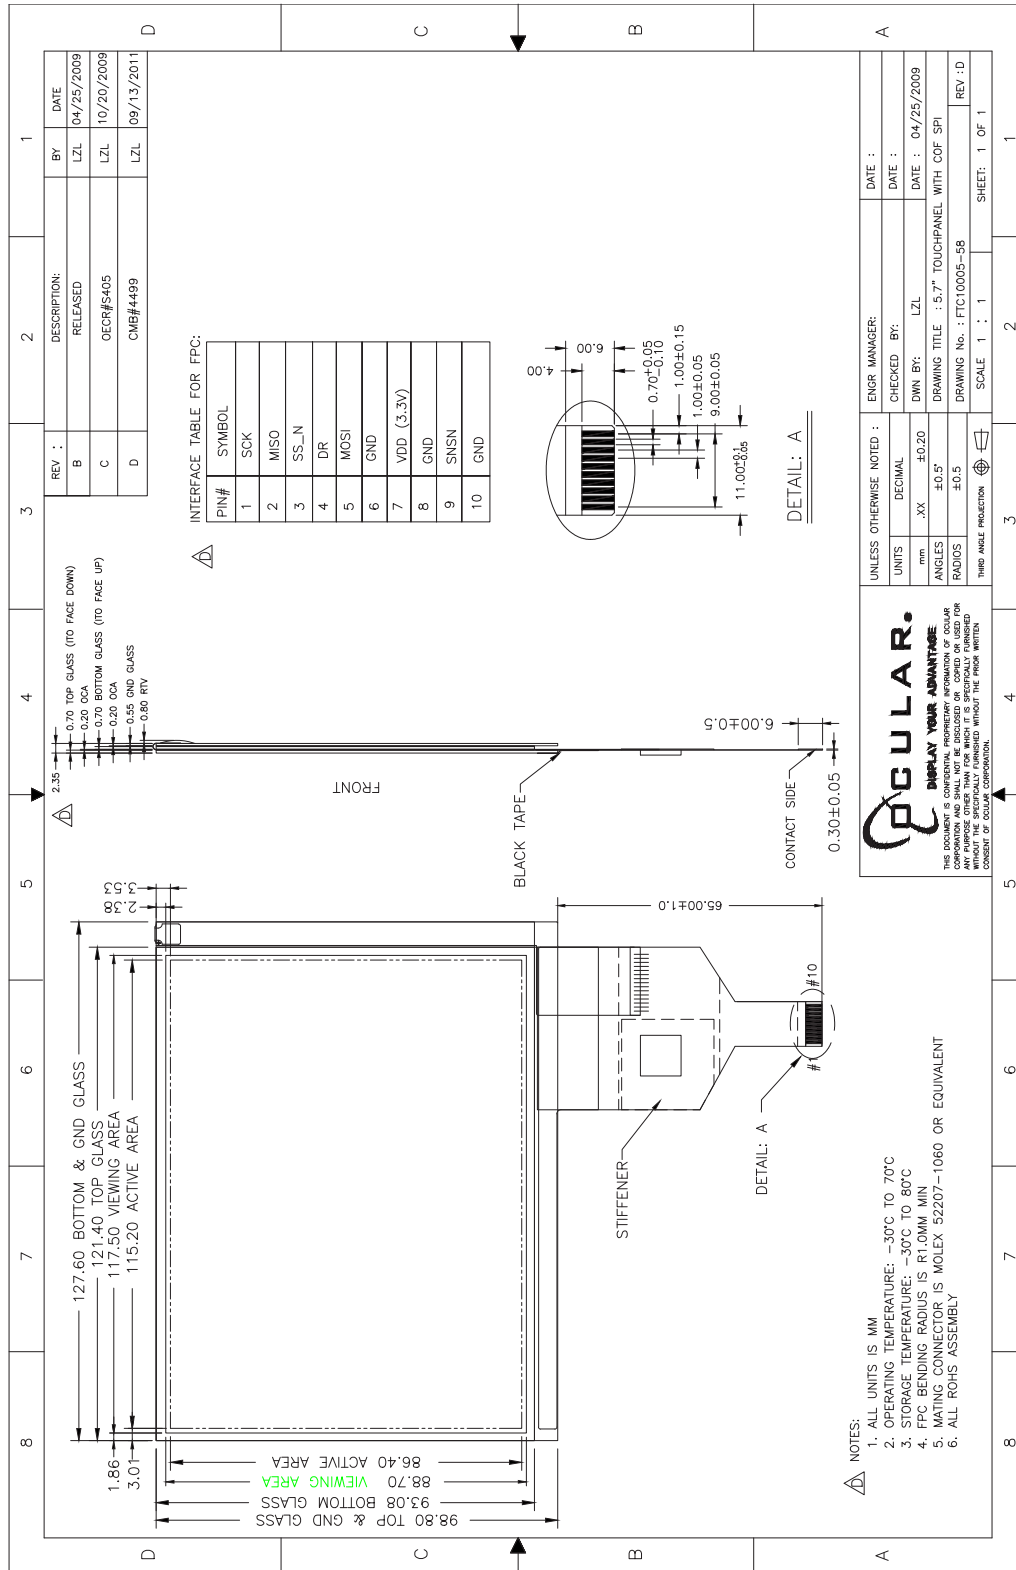 8
7
6
5
4
3
2
1
D
C
B
A
127.60 BOTTOM & GND GLASS
121.40 TOP GLASS
117.50 VIEWING AREA
115.20 ACTIVE AREA
1.86
3.01
2.38
3.53
98.80 TOP & GND GLASS
93.08 BOTTOM GLASS
88.70 VIEWING AREA
86.40 ACTIVE AREA
65.00±1.0
STIFFENER
DETAIL: A
#1
#10
2.35
0.70 TOP GLASS (ITO FACE DOWN)
0.20 OCA
0.70 BOTTOM GLASS (ITO FACE UP)
0.20 OCA
0.55 GND GLASS
0.80 RTV
D
FRONT
BLACK TAPE
CONTACT SIDE
6.00±0.5
0.30±0.05
REV : DESCRIPTION: BY DATE
B RELEASED LZL 04/25/2009
C OECR#S405 LZL 10/20/2009
D CMB#4499 LZL 09/13/2011
D
INTERFACE TABLE FOR FPC:
PIN# SYMBOL
1 SCK
2 MISO
3 SS_N
4 DR
5 MOSI
6 GND
7 VDD (3.3V)
8 GND
9 SNSN
10 GND
4.00
6.00
0.70+0.05 -0.10
1.00±0.15
1.00±0.05
9.00±0.05
11.00+0.1 -0.05
DETAIL: A
D NOTES:
1. ALL UNITS IS MM
2. OPERATING TEMPERATURE: -30°C TO 70°C
3. STORAGE TEMPERATURE: -30°C TO 80°C
4. FPC BENDING RADIUS IS R1.0MM MIN
5. MATING CONNECTOR IS MOLEX 52207-1060 OR EQUIVALENT
6. ALL ROHS ASSEMBLY
OCULAR®
DISPLAY YOUR ADVANTAGE
THIS DOCUMENT IS CONFIDENTIAL PROPRIETARY INFORMATION OF OCULAR
CORPORATION AND SHALL NOT BE DISCLOSED OR COPIED OR USED FOR
ANY PURPOSE OTHER THAN FOR WHICH IT IS SPECIFICALLY FURNISHED
WITHOUT THE SPECIFICALLY FURNISHED WITHOUT THE PRIOR WRITTEN
CONSENT OF OCULAR CORPORATION.
UNLESS OTHERWISE NOTED :
UNITS DECIMAL
mm .XX ±0.20
ANGLES ±0.5°
RADIOS ±0.5
THIRD ANGLE PROJECTION
ENGR MANAGER: DATE :
CHECKED BY: DATE :
DWN BY: LZL DATE : 04/25/2009
DRAWING TITLE : 5.7" TOUCHPANEL WITH COF SPI
DRAWING No. : FTC10005-58 REV : D
SCALE 1 : 1 SHEET: 1 OF 1
8
7
6
5
4
3
2
1
D
C
B
A